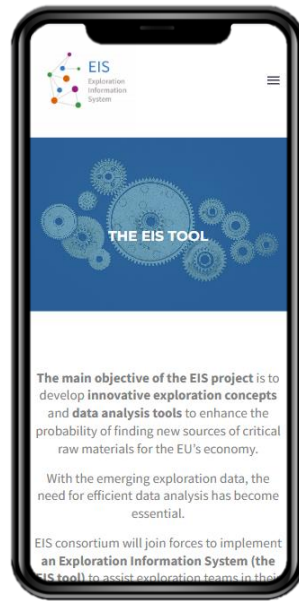 EIS
Exploration
Information
System
THE EIS TOOL
The main objective of the EIS project is to
develop innovative exploration concepts
and data analysis tools to enhance the
probability of finding new sources of critical
raw materials for the EU's economy.
With the emerging exploration data, the
need for efficient data analysis has become
essential.
EIS consortium will join forces to implement
an Exploration Information System (the
EIS tool) to assist exploration teams in their